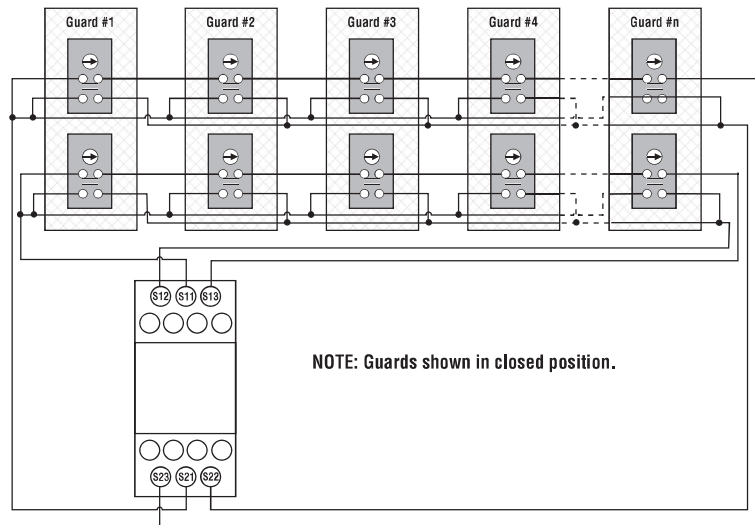 Guard #1 Guard #2 Guard #3 Guard #4 Guard #n
S12 S11 S13
NOTE: Guards shown in closed position.
S23 S21 S22